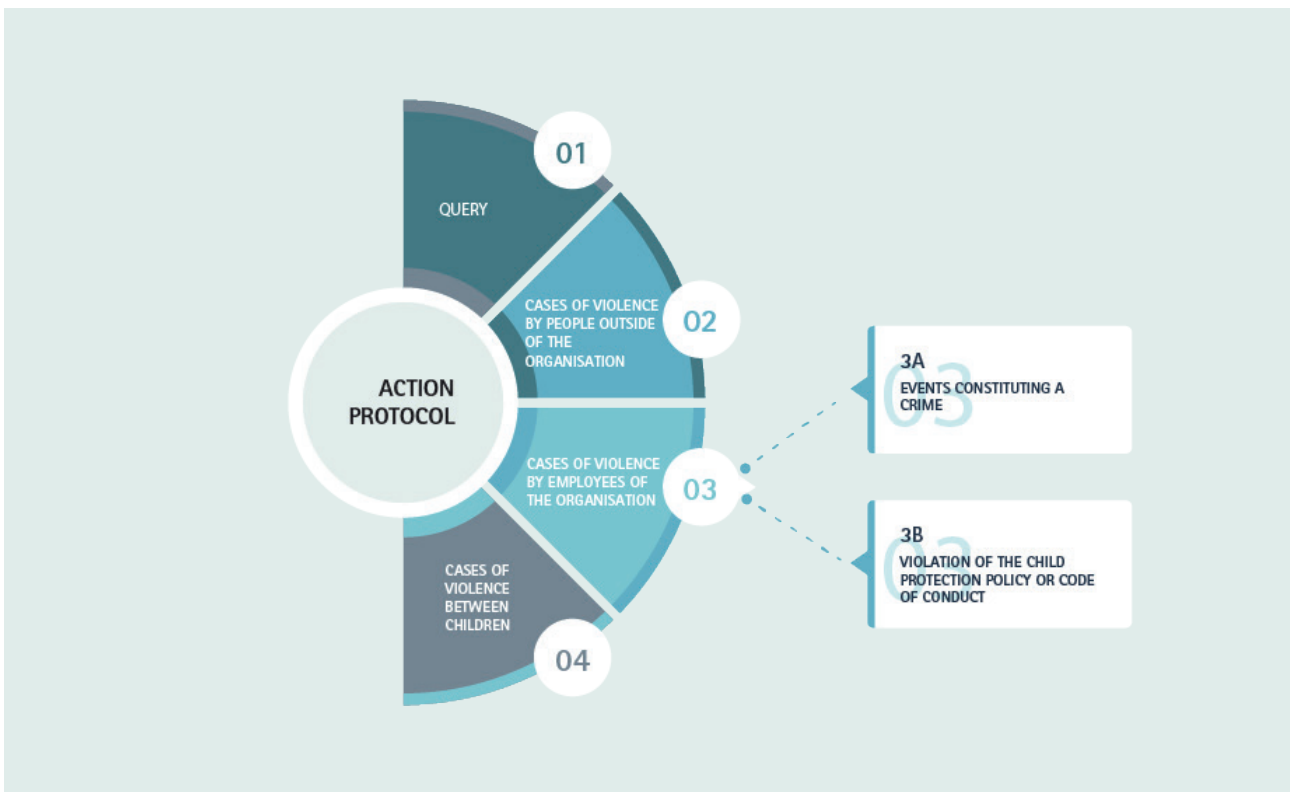 01
QUERY
CASES OF VIOLENCE
BY PEOPLE OUTSIDE
OF THE
ORGANISATION
02
ACTION
PROTOCOL
CASES OF VIOLENCE
BY EMPLOYEES OF
THE ORGANISATION
03
CASES OF
VIOLENCE
BETWEEN
CHILDREN
04
03
3A
EVENTS CONSTITUTING A
CRIME
03
3B
VIOLATION OF THE CHILD
PROTECTION POLICY OR CODE
OF CONDUCT